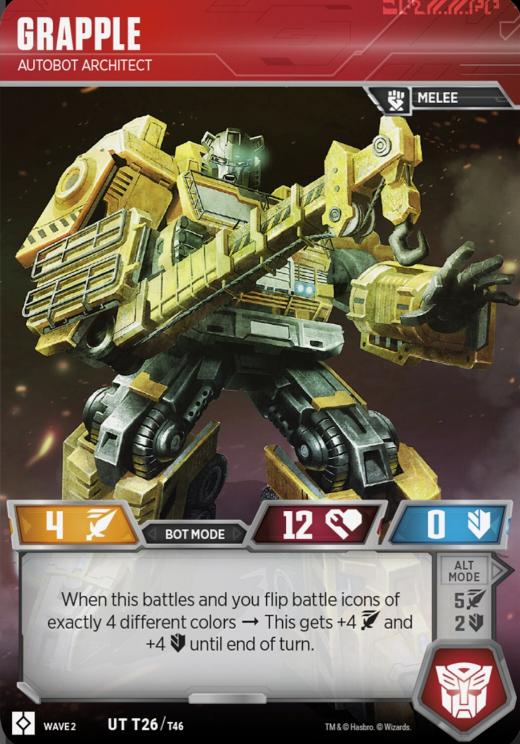 GRAPPLE
AUTOBOT ARCHITECT
MELEE
4
BOT MODE
12
0
When this battles and you flip battle icons of
exactly 4 different colors → This gets +4 and
+4 until end of turn.
ALT
MODE
5
2
WAVE 2
UT T26/T46
TM & © Hasbro. © Wizards.